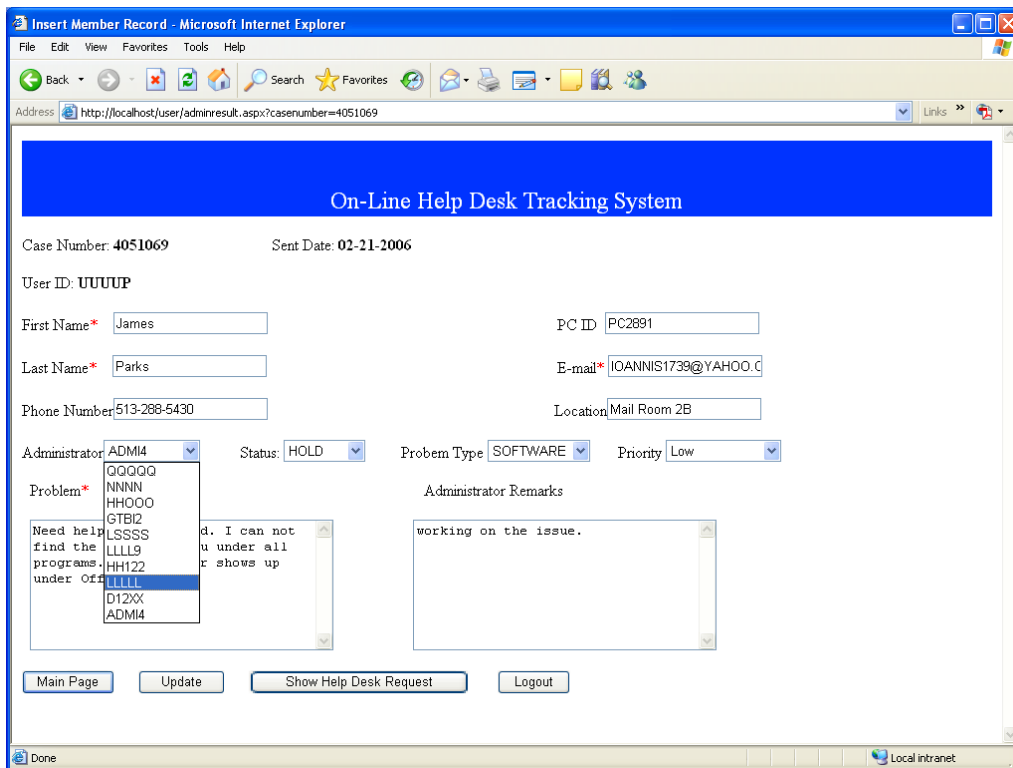 Insert Member Record - Microsoft Internet Explorer
File Edit View Favorites Tools Help
Back Search Favorites
Address http://localhost/user/adminresult.aspx?casenumber=4051069 Links »
On-Line Help Desk Tracking System
Case Number: 4051069 Sent Date: 02-21-2006
User ID: UUUUP
First Name* James PC ID PC2891
Last Name* Parks E-mail* IOANNIS1739@YAHOO.C
Phone Number 513-288-5430 Location Mail Room 2B
Administrator ADMI4 Status: HOLD Probem Type SOFTWARE Priority Low
QQQQQ
NNNN
HHOOO
GTBI2
LSSSS
LLLL9
HH122
LLLLL
D12XX
ADMI4
Problem* Administrator Remarks
Need help d. I can not
find the u under all
programs. r shows up
under Off
working on the issue.
Main Page Update Show Help Desk Request Logout
Done Local intranet